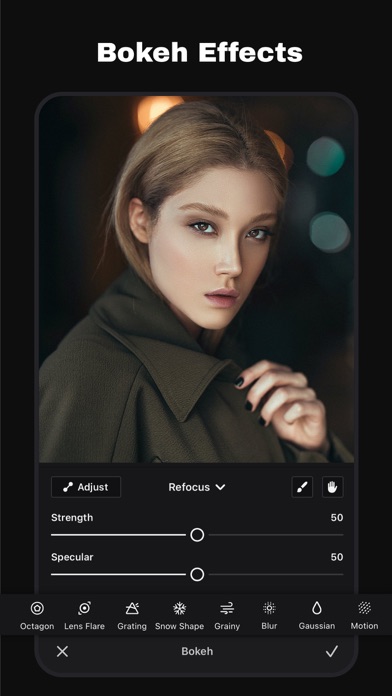 Bokeh Effects
Adjust Refocus
Strength 50
Specular 50
Octagon Lens Flare Grating Snow Shape Grainy Blur Gaussian Motion
Bokeh